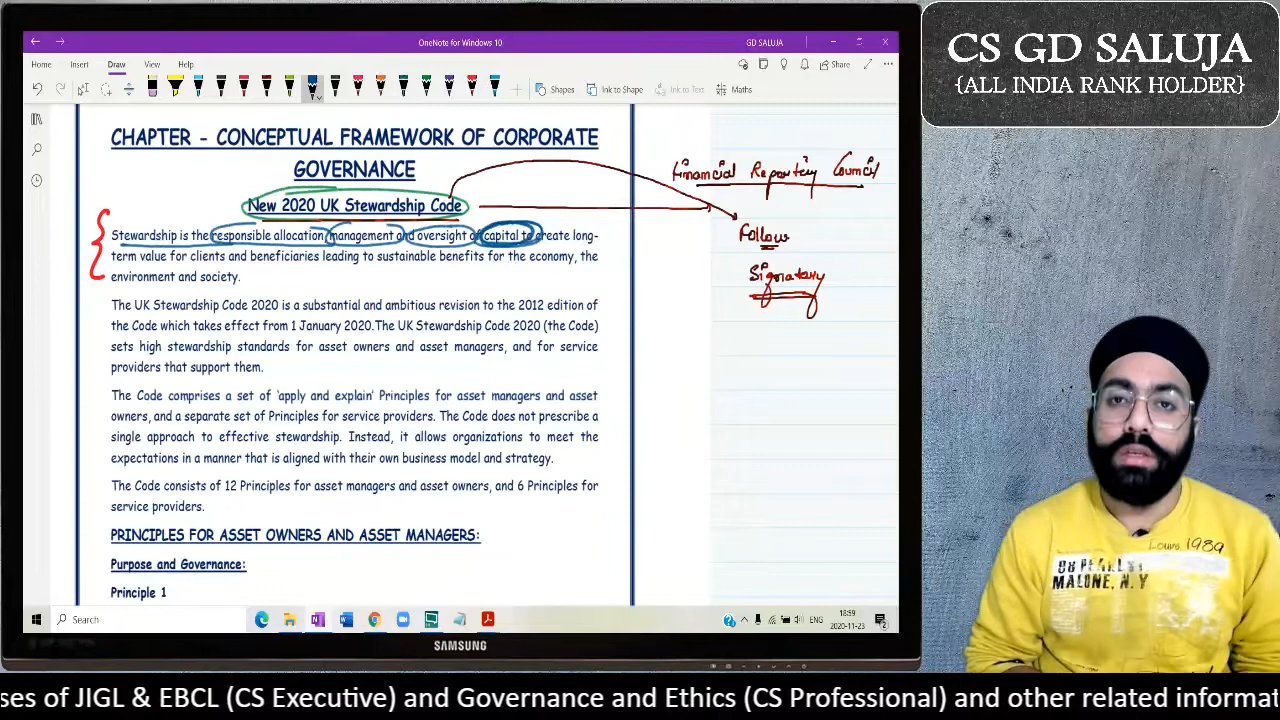 OneNote for Windows 10
GD SALUJA
CS GD SALUJA
{ALL INDIA RANK HOLDER}
Home Insert Draw View Help
Share
Shapes Ink to Shape Ink to Text Maths
CHAPTER - CONCEPTUAL FRAMEWORK OF CORPORATE
GOVERNANCE
Financial Reporting Council
New 2020 UK Stewardship Code
Follow
Signatory
Stewardship is the responsible allocation, management and oversight of capital to create long-
term value for clients and beneficiaries leading to sustainable benefits for the economy, the
environment and society.
The UK Stewardship Code 2020 is a substantial and ambitious revision to the 2012 edition of
the Code which takes effect from 1 January 2020.The UK Stewardship Code 2020 (the Code)
sets high stewardship standards for asset owners and asset managers, and for service
providers that support them.
The Code comprises a set of ‘apply and explain’ Principles for asset managers and asset
owners, and a separate set of Principles for service providers. The Code does not prescribe a
single approach to effective stewardship. Instead, it allows organizations to meet the
expectations in a manner that is aligned with their own business model and strategy.
The Code consists of 12 Principles for asset managers and asset owners, and 6 Principles for
service providers.
PRINCIPLES FOR ASSET OWNERS AND ASSET MANAGERS:
Purpose and Governance:
Principle 1
Search
ENG
18:59
2020-11-23
SAMSUNG
1989
MALONE, N.Y
ses of JIGL & EBCL (CS Executive) and Governance and Ethics (CS Professional) and other related informat